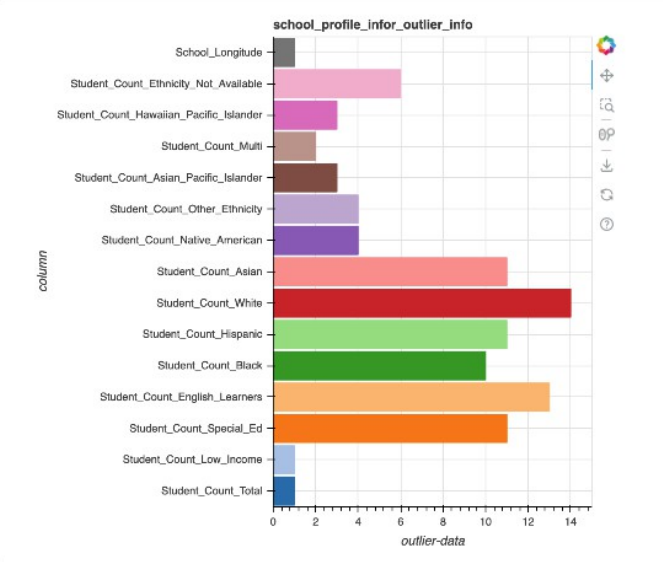 school_profile_infor_outlier_info
School_Longitude
Student_Count_Ethnicity_Not_Available
Student_Count_Hawaiian_Pacific_Islander
Student_Count_Multi
Student_Count_Asian_Pacific_Islander
Student_Count_Other_Ethnicity
Student_Count_Native_American
Student_Count_Asian
Student_Count_White
Student_Count_Hispanic
Student_Count_Black
Student_Count_English_Learners
Student_Count_Special_Ed
Student_Count_Low_Income
Student_Count_Total
column
0 2 4 6 8 10 12 14
outlier-data